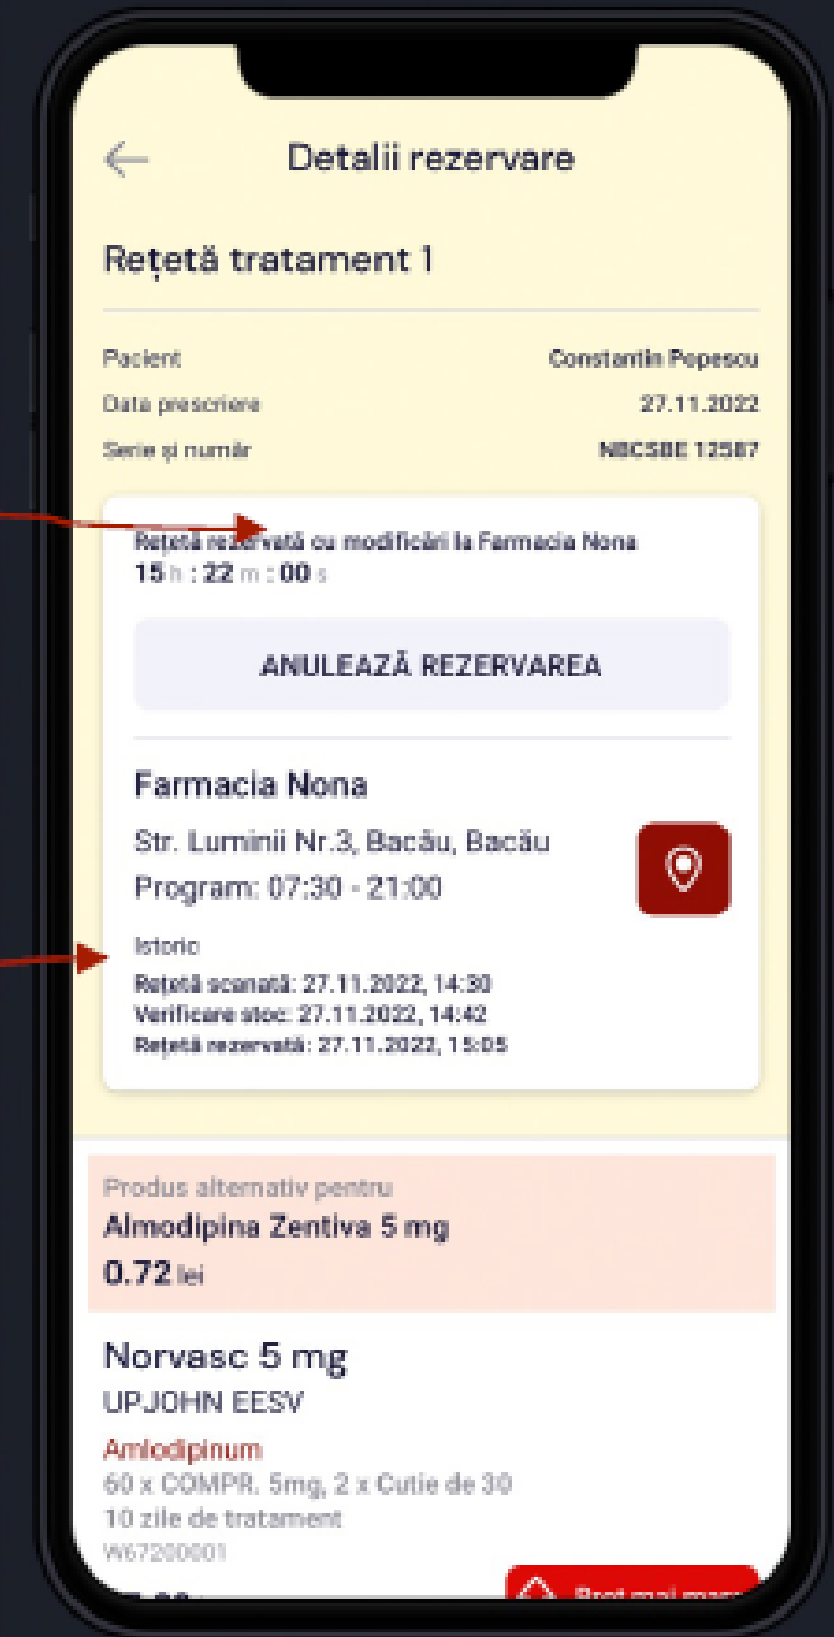 Detalii rezervare
Rețetă tratament 1
Pacient Constantin Popescu
Data prescriere 27.11.2022
Serie și număr NBCSBE 12587
Rețetă rezervată cu modificări la Farmacia Nona
15 h : 22 m : 00 s
ANULEAZĂ REZERVAREA
Farmacia Nona
Str. Luminii Nr.3, Bacău, Bacău
Program: 07:30 - 21:00
Istoric
Rețetă scanată: 27.11.2022, 14:30
Verificare stoc: 27.11.2022, 14:42
Rețetă rezervată: 27.11.2022, 15:05
Produs alternativ pentru
Almodipina Zentiva 5 mg
0.72 lei
Norvasc 5 mg
UPJOHN EESV
Amlodipinum
60 x COMPR. 5mg, 2 x Cutie de 30
10 zile de tratament
W67200001
Preț mai mare